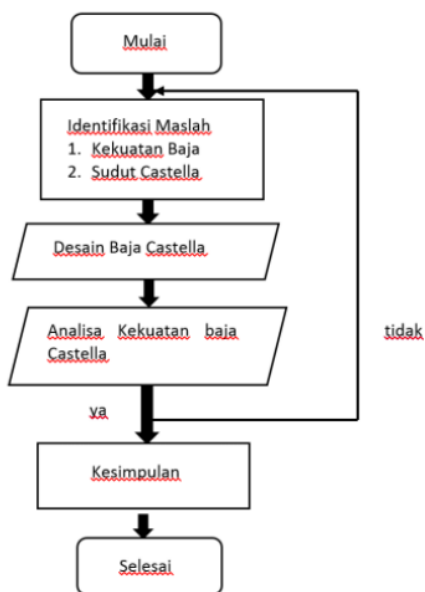 Mulai
Identifikasi Maslah
1. Kekuatan Baja
2. Sudut Castella
Desain Baja Castella
Analisa Kekuatan baja
Castella
tidak
ya
Kesimpulan
Selesai